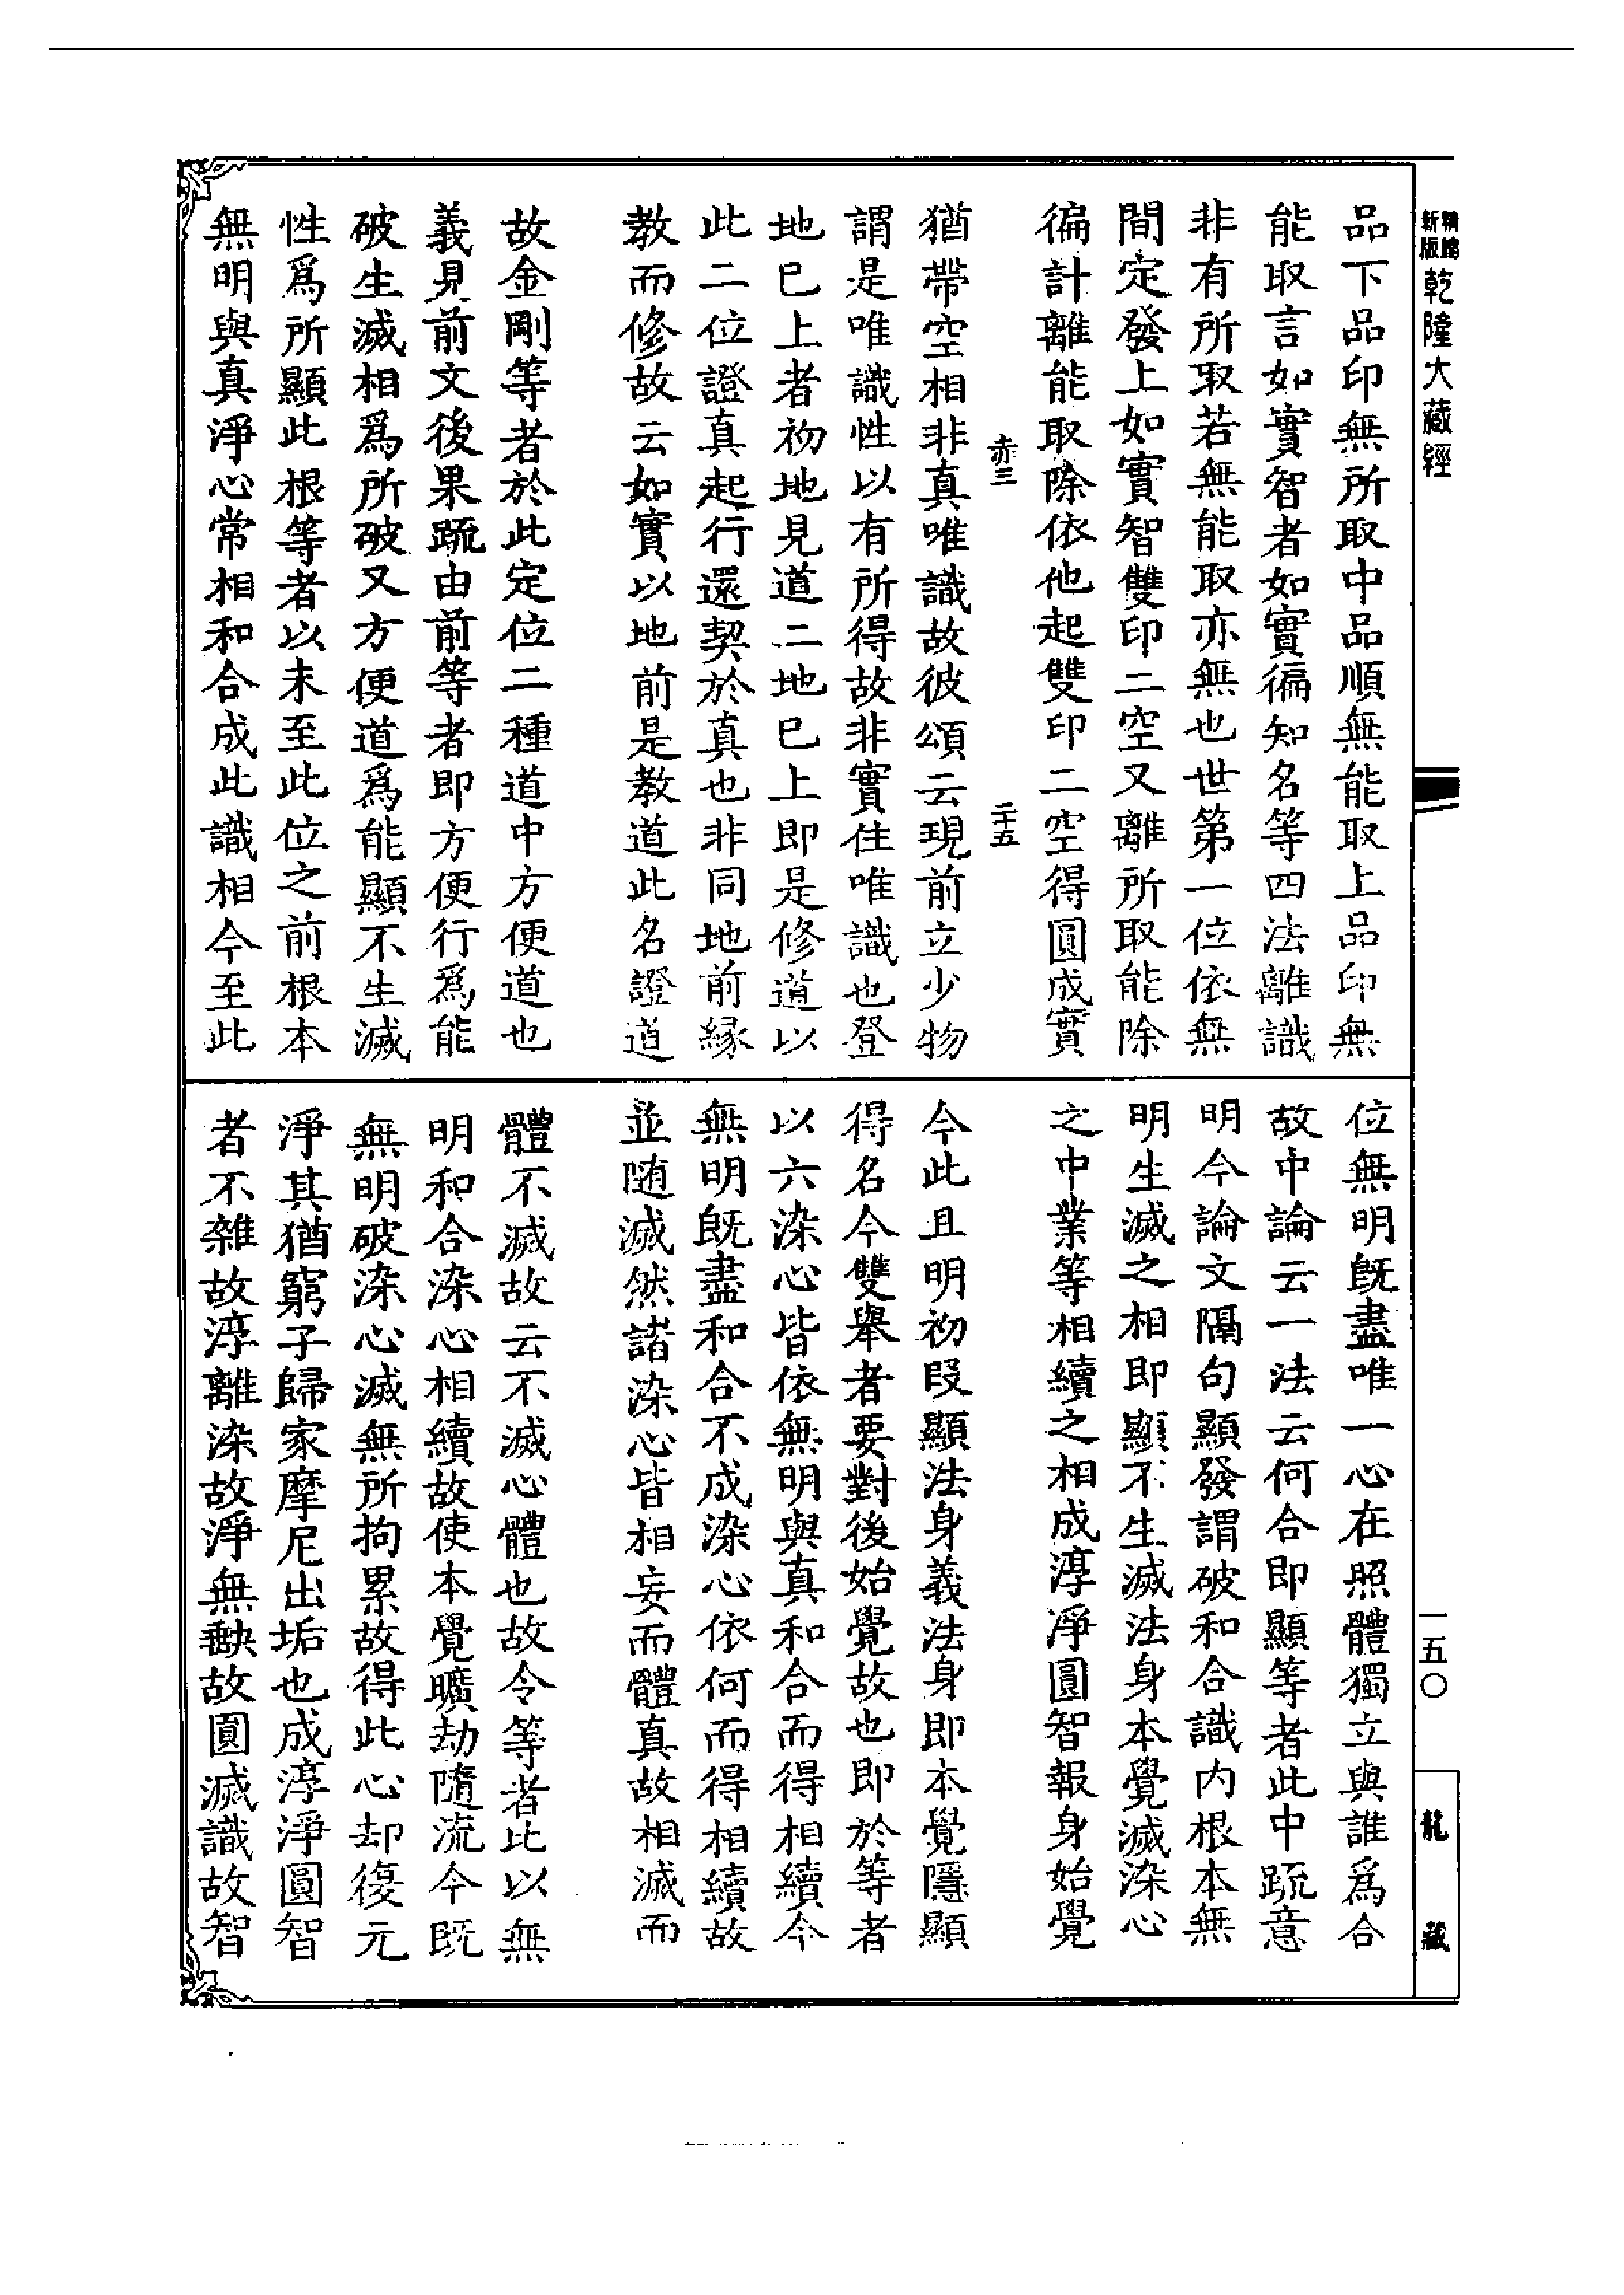 精縮新版乾隆大藏經
一五〇
龍藏
品下品印無所取中品順無能取上品印無
能取言如實智者如實徧知名等四法離識
非有所取若無能取亦無也世第一位依無
間定發上如實智雙印二空又離所取能除
徧計離能取除依他起雙印二空得圓成實
赤三
二十五
猶帶空相非真唯識故彼頌云現前立少物
謂是唯識性以有所得故非實住唯識也登
地已上者初地見道二地已上即是修道以
此二位證真起行還契於真也非同地前緣
教而修故云如實以地前是教道此名證道
故金剛等者於此定位二種道中方便道也
義見前文後果疏由前等者即方便行爲能
破生滅相爲所破又方便道爲能顯不生滅
性爲所顯此根等者以未至此位之前根本
無明與真淨心常相和合成此識相今至此
位無明既盡唯一心在照體獨立與誰爲合
故中論云一法云何合即顯等者此中疏意
明今論文隔句顯發謂破和合識內根本無
明生滅之相即顯不生滅法身本覺滅染心
之中業等相續之相成淳淨圓智報身始覺
今此且明初段顯法身義法身即本覺隱顯
得名今雙舉者要對後始覺故也即於等者
以六染心皆依無明與真和合而得相續今
無明既盡和合不成染心依何而得相續故
並隨滅然諸染心皆相妄而體真故相滅而
體不滅故云不滅心體也故令等者比以無
明和合染心相續故使本覺曠劫隨流今既
無明破染心滅無所拘累故得此心却復元
淨其猶窮子歸家摩尼出垢也成淳淨圓智
者不雜故淳離染故淨無缺故圓滅識故智